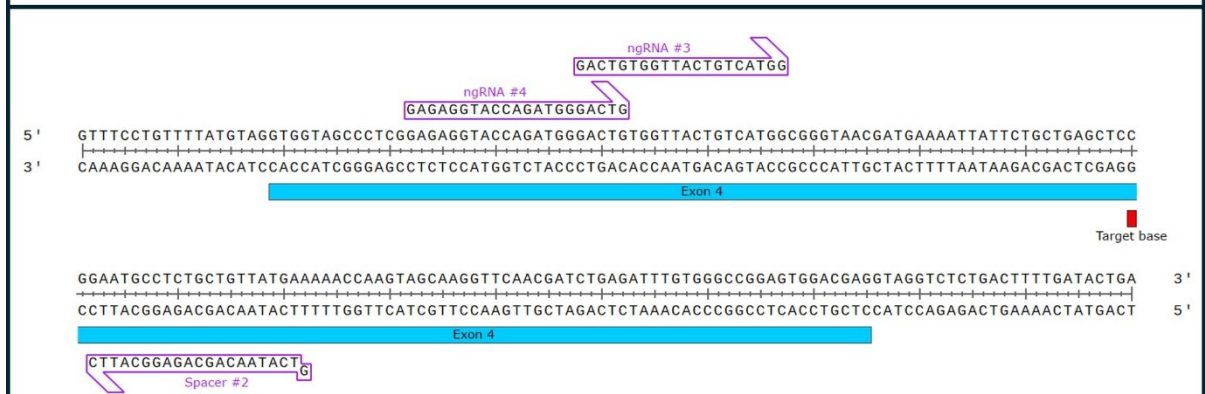 ngRNA #3
GACTGTGGTTACTGTCATGG
ngRNA #4
GAGAGGTACCAGATGGGACTG
5' GTTTCCTGTTTTATGTAGGTGGTAGCCCTCGGAGAGGTACCAGATGGGACTGTGGTTACTGTCATGGCGGGTAACGATGAAAATTATTCTGCTGAGCTCC
3' CAAAGGACAAAATACATCCACCATCGGGAGCCTCTCCATGGTCTACCCTGACACCAATGACAGTACCGCCCATTGCTACTTTTAATAAGACGACTCGAGG
Exon 4
Target base
GGAATGCCTCTGCTGTTATGAAAAACCAAGTAGCAAGGTTCAACGATCTGAGATTTGTGGGCCGGAGTGGACGAGGTAGGTCTCTGACTTTTGATACTGA 3'
CCTTACGGAGACGACAATACTTTTTGGTTCATCGTTCCAAGTTGCTAGACTCTAAACACCCGGCCTCACCTGCTCCATCCAGAGACTGAAAACTATGACT 5'
Exon 4
CTTACGGAGACGACAATACTG
Spacer #2